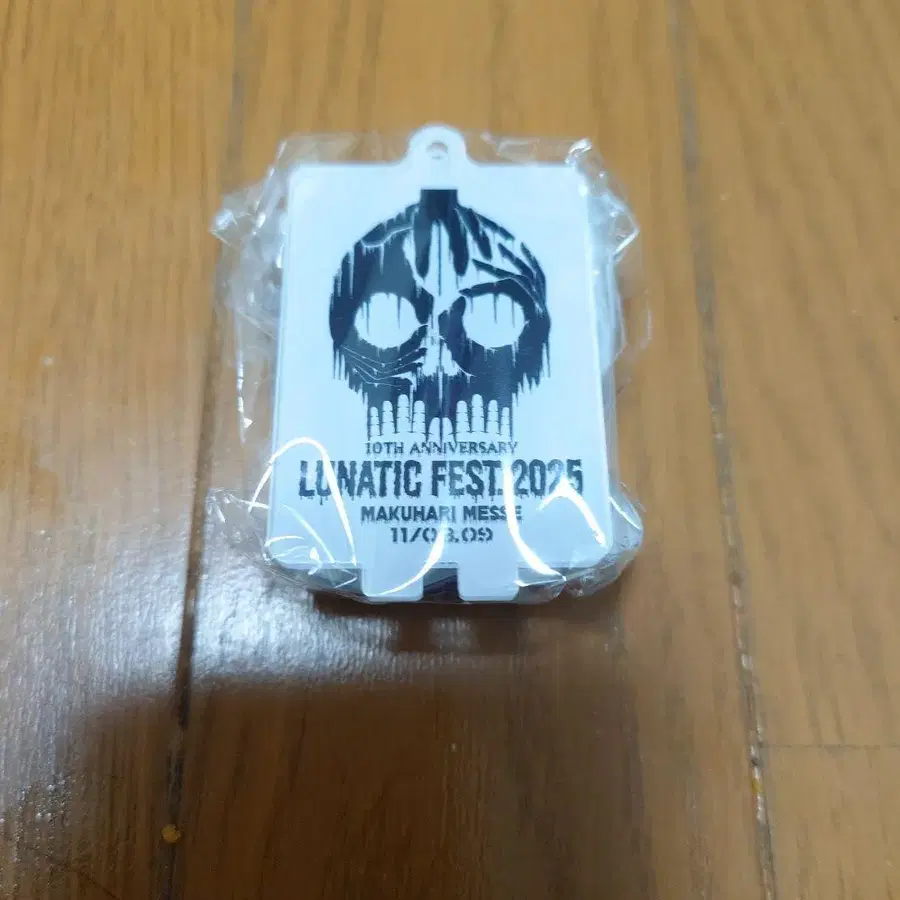 10TH ANNIVERSARY
LUNATIC FEST. 2025
MAKUHARI MESSE
11/08.09